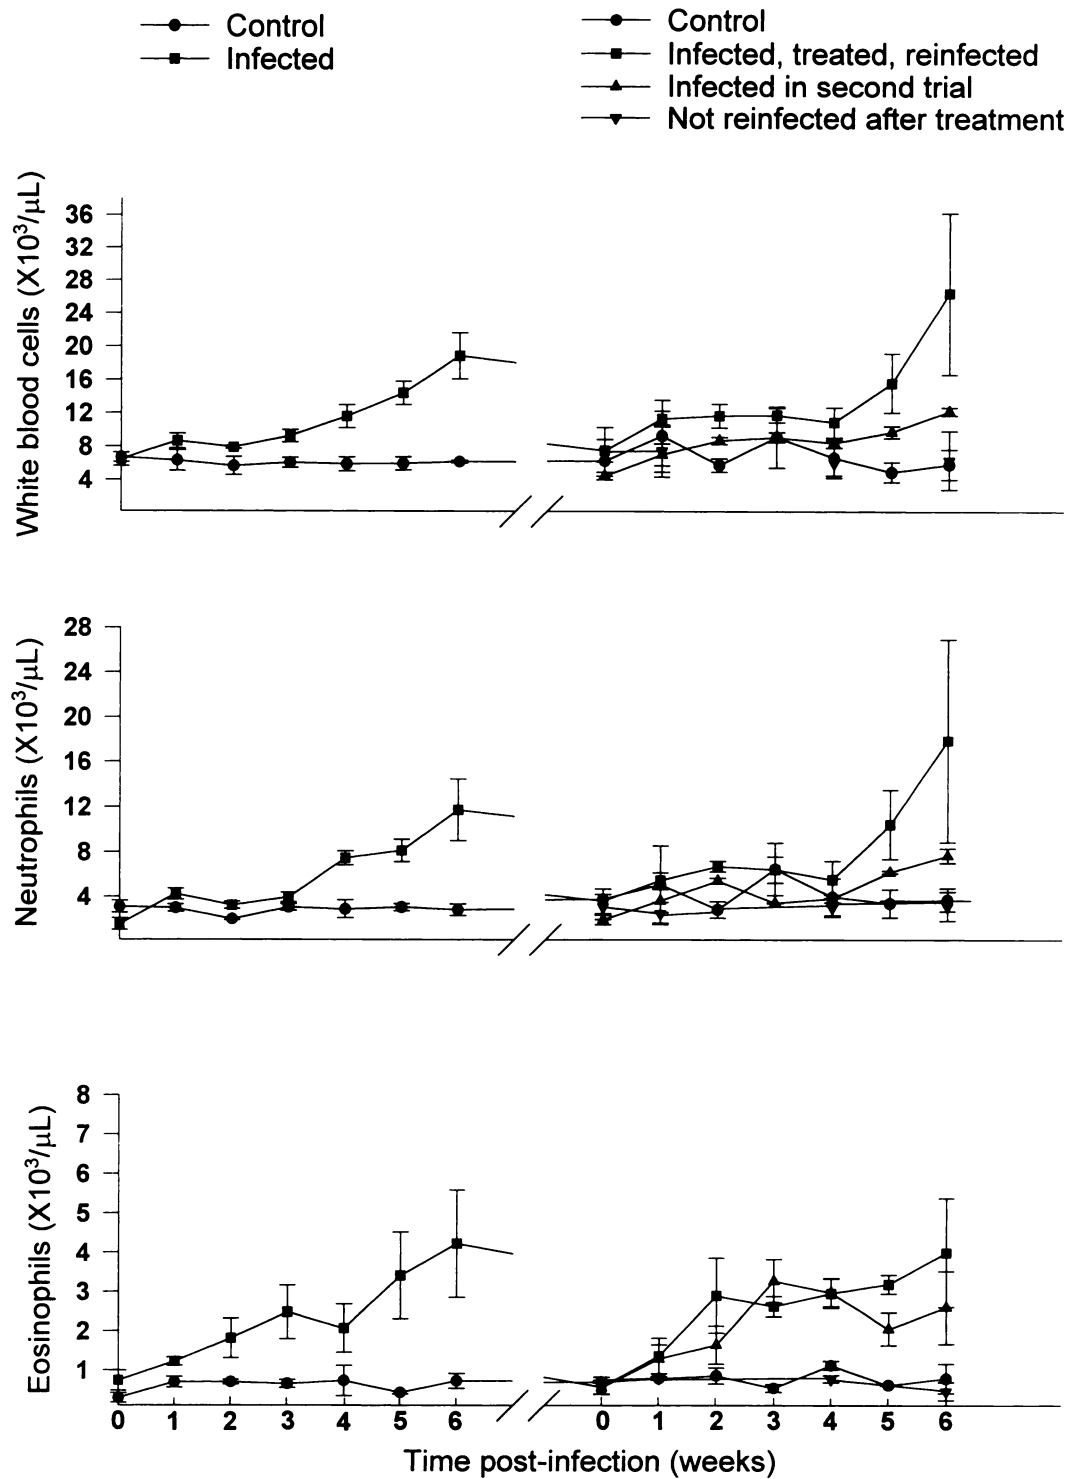 Control
Infected
Control
Infected, treated, reinfected
Infected in second trial
Not reinfected after treatment
White blood cells (X10³/μL)
36
32
28
24
20
16
12
8
4
Neutrophils (X10³/μL)
28
24
20
16
12
8
4
Eosinophils (X10³/μL)
8
7
6
5
4
3
2
1
0 1 2 3 4 5 6 0 1 2 3 4 5 6
Time post-infection (weeks)